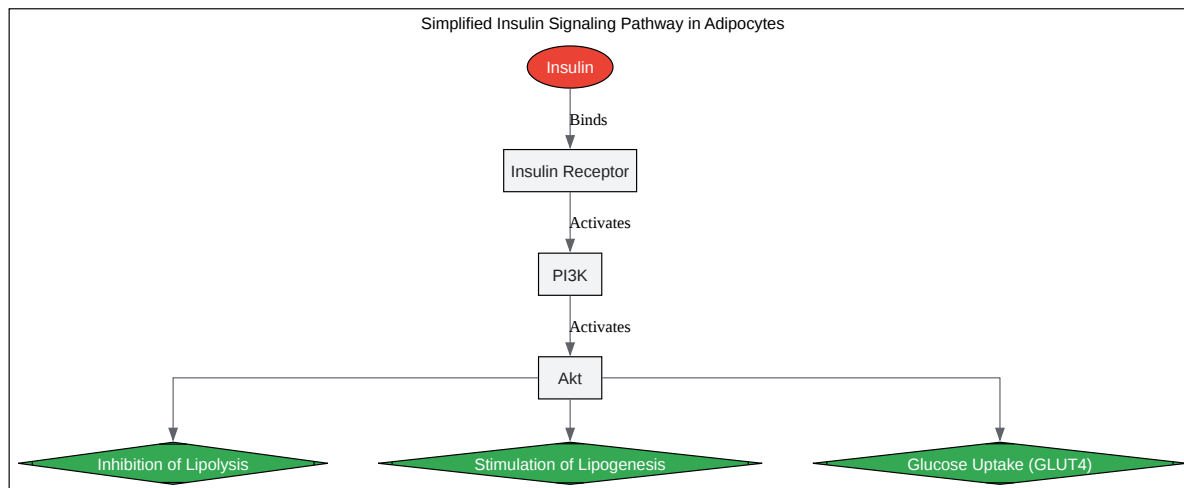 Simplified Insulin Signaling Pathway in Adipocytes
Insulin
Binds
Insulin Receptor
Activates
PI3K
Activates
Akt
Inhibition of Lipolysis
Stimulation of Lipogenesis
Glucose Uptake (GLUT4)